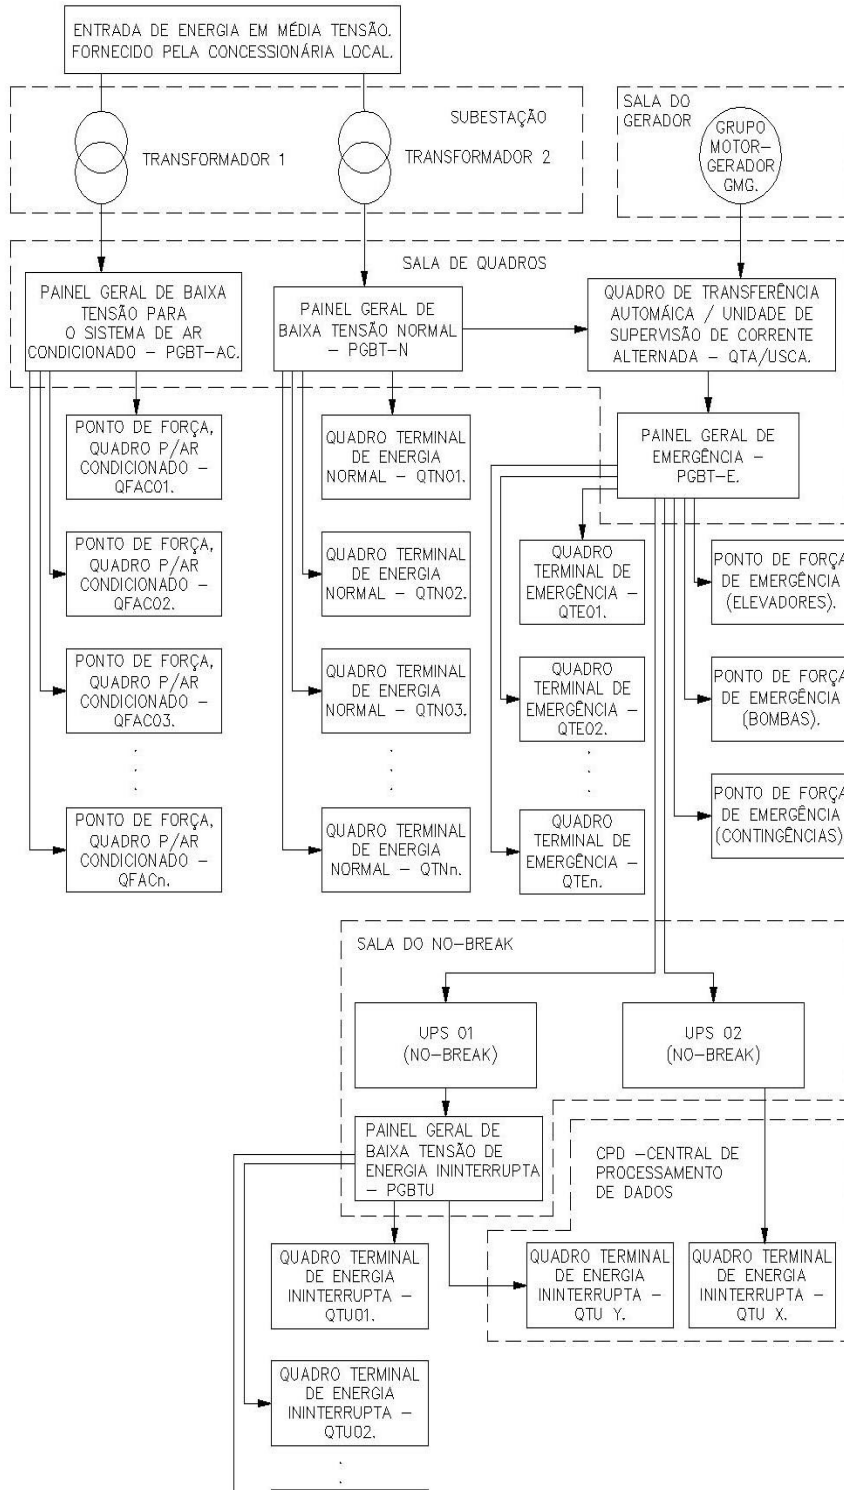 ENTRADA DE ENERGIA EM MÉDIA TENSÃO.
FORNECIDO PELA CONCESSIONÁRIA LOCAL.
SUBESTAÇÃO
TRANSFORMADOR 1
TRANSFORMADOR 2
SALA DO
GERADOR
GRUPO
MOTOR-
GERADOR
GMG.
SALA DE QUADROS
PAINEL GERAL DE BAIXA
TENSÃO PARA
O SISTEMA DE AR
CONDICIONADO – PGBT-AC.
PAINEL GERAL DE
BAIXA TENSÃO NORMAL
– PGBT-N
QUADRO DE TRANSFERÊNCIA
AUTOMÁICA / UNIDADE DE
SUPERVISÃO DE CORRENTE
ALTERNADA – QTA/USCA.
PONTO DE FORÇA,
QUADRO P/AR
CONDICIONADO –
QFAC01.
QUADRO TERMINAL
DE ENERGIA
NORMAL – QTN01.
PAINEL GERAL DE
EMERGÊNCIA –
PGBT-E.
PONTO DE FORÇA,
QUADRO P/AR
CONDICIONADO –
QFAC02.
QUADRO TERMINAL
DE ENERGIA
NORMAL – QTN02.
QUADRO
TERMINAL DE
EMERGÊNCIA –
QTE01.
PONTO DE FORÇA
DE EMERGÊNCIA
(ELEVADORES).
PONTO DE FORÇA,
QUADRO P/AR
CONDICIONADO –
QFAC03.
QUADRO TERMINAL
DE ENERGIA
NORMAL – QTN03.
QUADRO
TERMINAL DE
EMERGÊNCIA –
QTE02.
PONTO DE FORÇA
DE EMERGÊNCIA
(BOMBAS).
PONTO DE FORÇA,
QUADRO P/AR
CONDICIONADO –
QFACn.
QUADRO TERMINAL
DE ENERGIA
NORMAL – QTNn.
QUADRO
TERMINAL DE
EMERGÊNCIA –
QTEn.
PONTO DE FORÇA
DE EMERGÊNCIA
(CONTINGÊNCIAS)
SALA DO NO-BREAK
UPS 01
(NO-BREAK)
UPS 02
(NO-BREAK)
PAINEL GERAL DE
BAIXA TENSÃO DE
ENERGIA ININTERRUPTA
– PGBTU
CPD –CENTRAL DE
PROCESSAMENTO
DE DADOS
QUADRO TERMINAL
DE ENERGIA
ININTERRUPTA –
QTU01.
QUADRO TERMINAL
DE ENERGIA
ININTERRUPTA –
QTU Y.
QUADRO TERMINAL
DE ENERGIA
ININTERRUPTA –
QTU X.
QUADRO TERMINAL
DE ENERGIA
ININTERRUPTA –
QTU02.